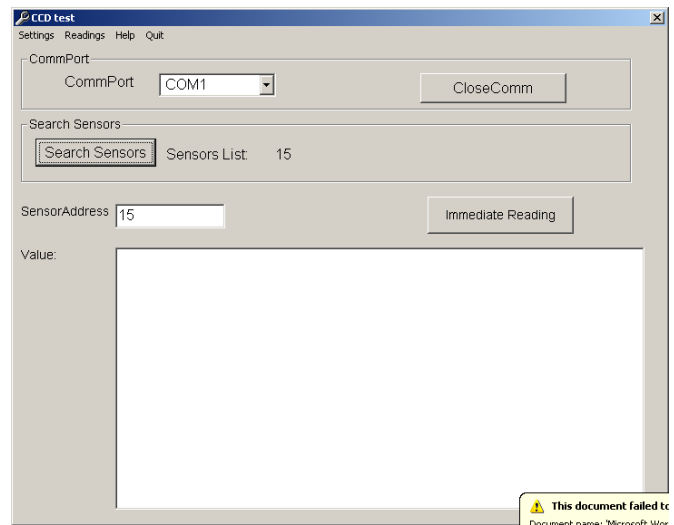 CCD test
Settings Readings Help Quit
CommPort
CommPort COM1 CloseComm
Search Sensors
Search Sensors Sensors List: 15
SensorAddress 15 Immediate Reading
Value:
This document failed to
Document name: 'Microsoft Wor